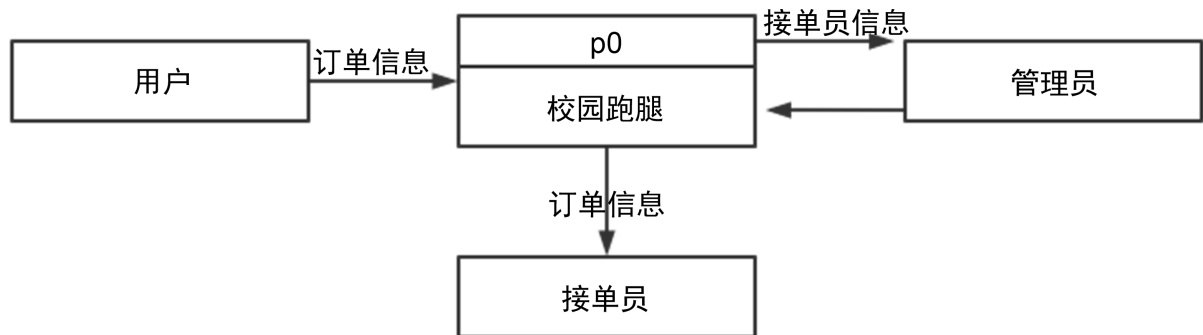 p0
接单员信息
用户
订单信息
校园跑腿
管理员
订单信息
接单员